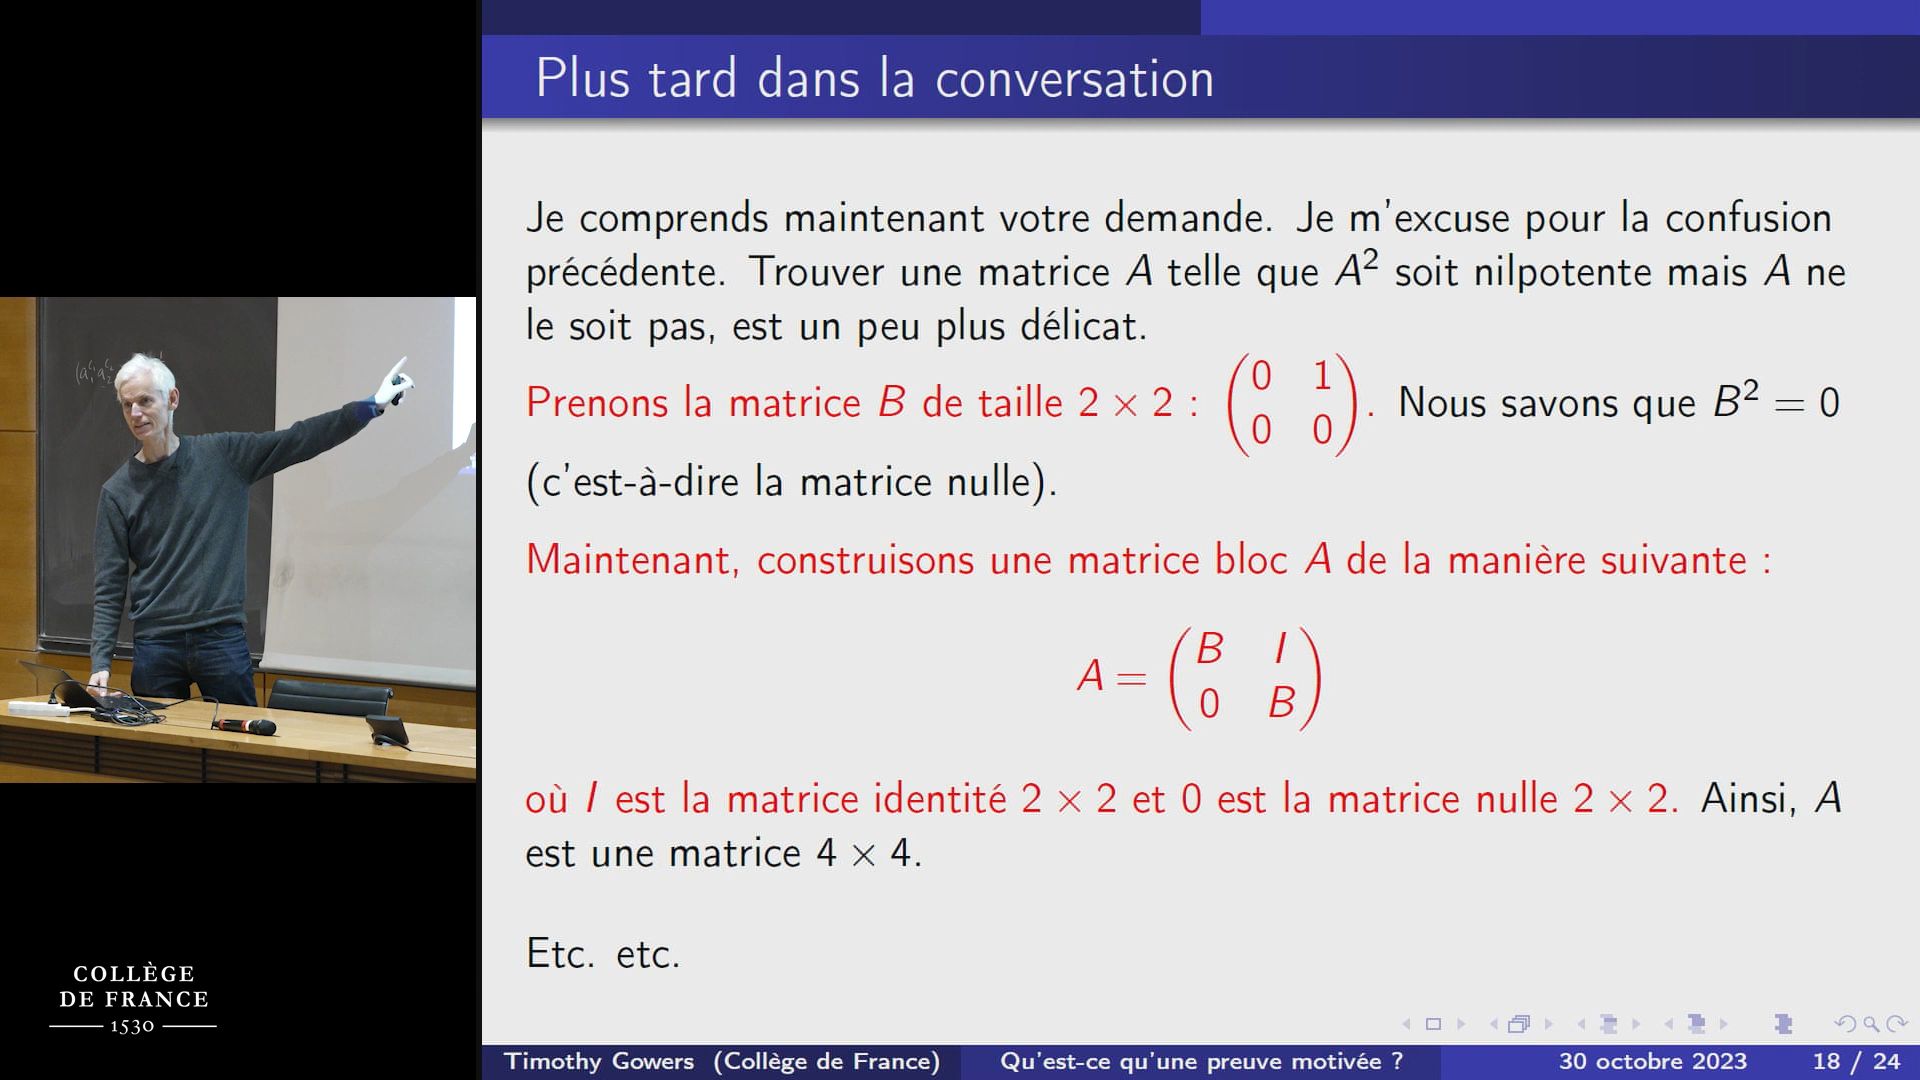 Plus tard dans la conversation
Je comprends maintenant votre demande. Je m'excuse pour la confusion
précédente. Trouver une matrice A telle que A² soit nilpotente mais A ne
le soit pas, est un peu plus délicat.
Prenons la matrice B de taille 2 × 2 : (0 1
0 0). Nous savons que B² = 0
(c'est-à-dire la matrice nulle).
Maintenant, construisons une matrice bloc A de la manière suivante :
A = (B I
0 B)
où I est la matrice identité 2 × 2 et 0 est la matrice nulle 2 × 2. Ainsi, A
est une matrice 4 × 4.
Etc. etc.
COLLÈGE
DE FRANCE
1530
Timothy Gowers (Collège de France) Qu'est-ce qu'une preuve motivée ? 30 octobre 2023 18 / 24